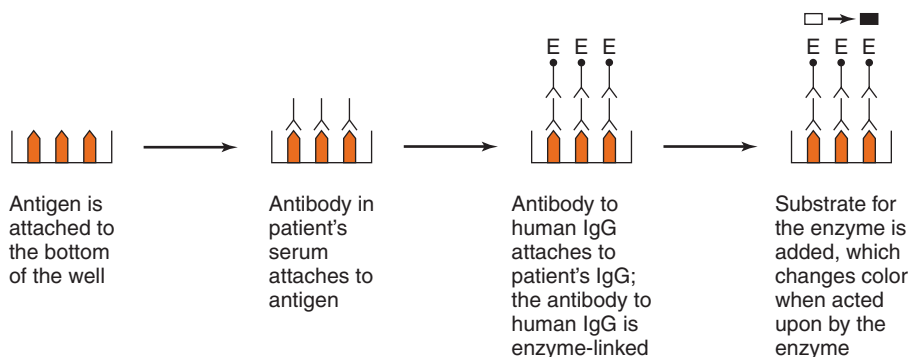 E E E
E E E
Antigen is
attached to
the bottom
of the well
Antibody in
patient's
serum
attaches to
antigen
Antibody to
human IgG
attaches to
patient's IgG;
the antibody to
human IgG is
enzyme-linked
Substrate for
the enzyme is
added, which
changes color
when acted
upon by the
enzyme